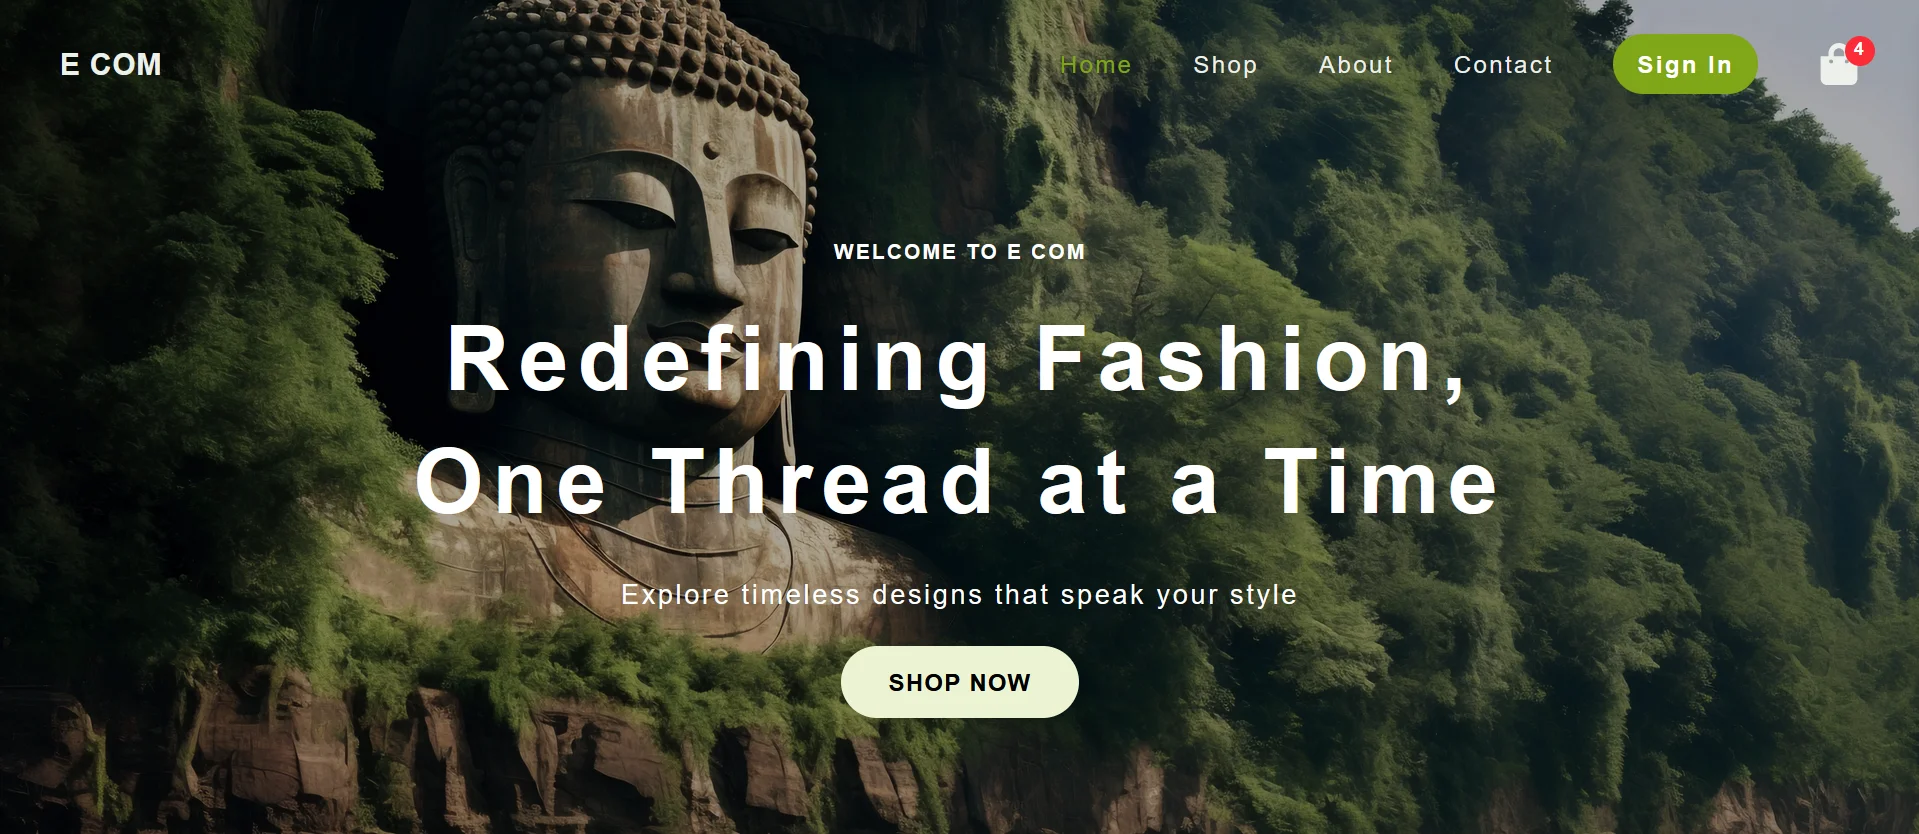 E COM
Home Shop About Contact Sign In 4
WELCOME TO E COM
Redefining Fashion,
One Thread at a Time
Explore timeless designs that speak your style
SHOP NOW